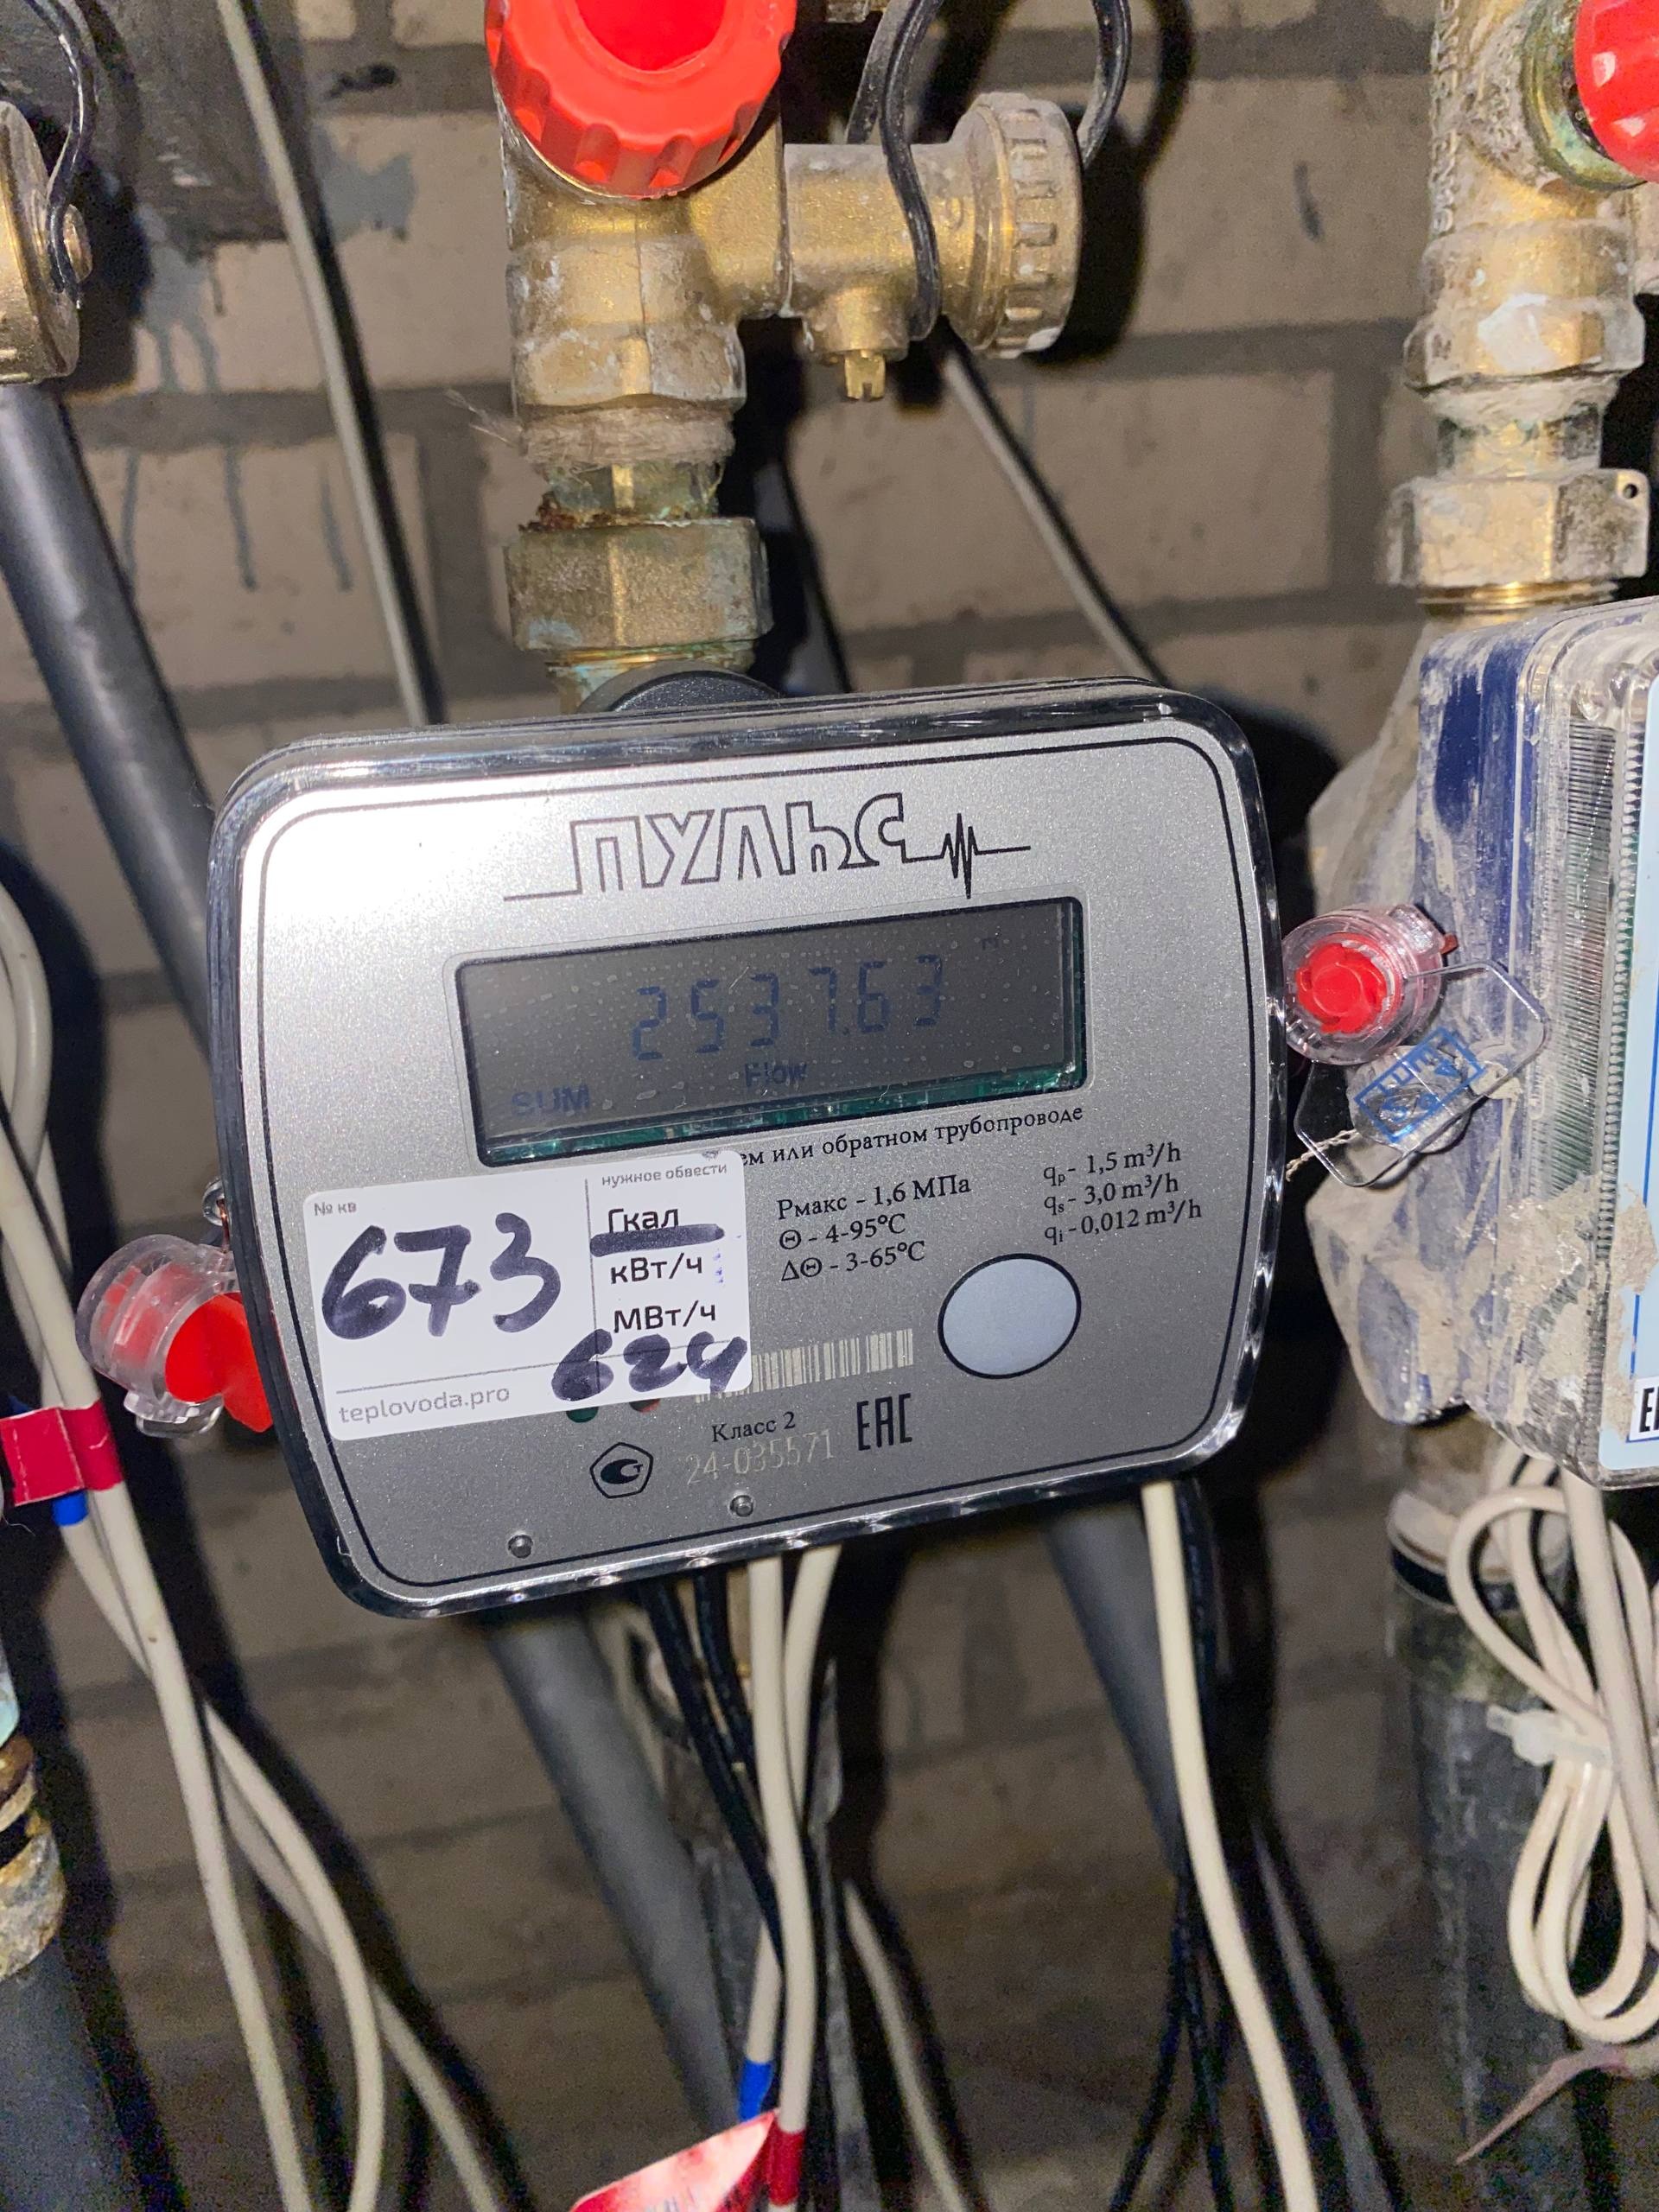 ПУЛЬС
2537.63
SUM Flow
ем или обратном трубопроводе
Pмакс - 1,6 МПа
Θ - 4-95°C
ΔΘ - 3-65°C
qp - 1,5 m³/h
qs - 3,0 m³/h
qi - 0,012 m³/h
№ кв
673
нужное обвести
Гкал
кВт/ч
МВт/ч
624
teplovoda.pro
Класс 2
24-035571
EAC